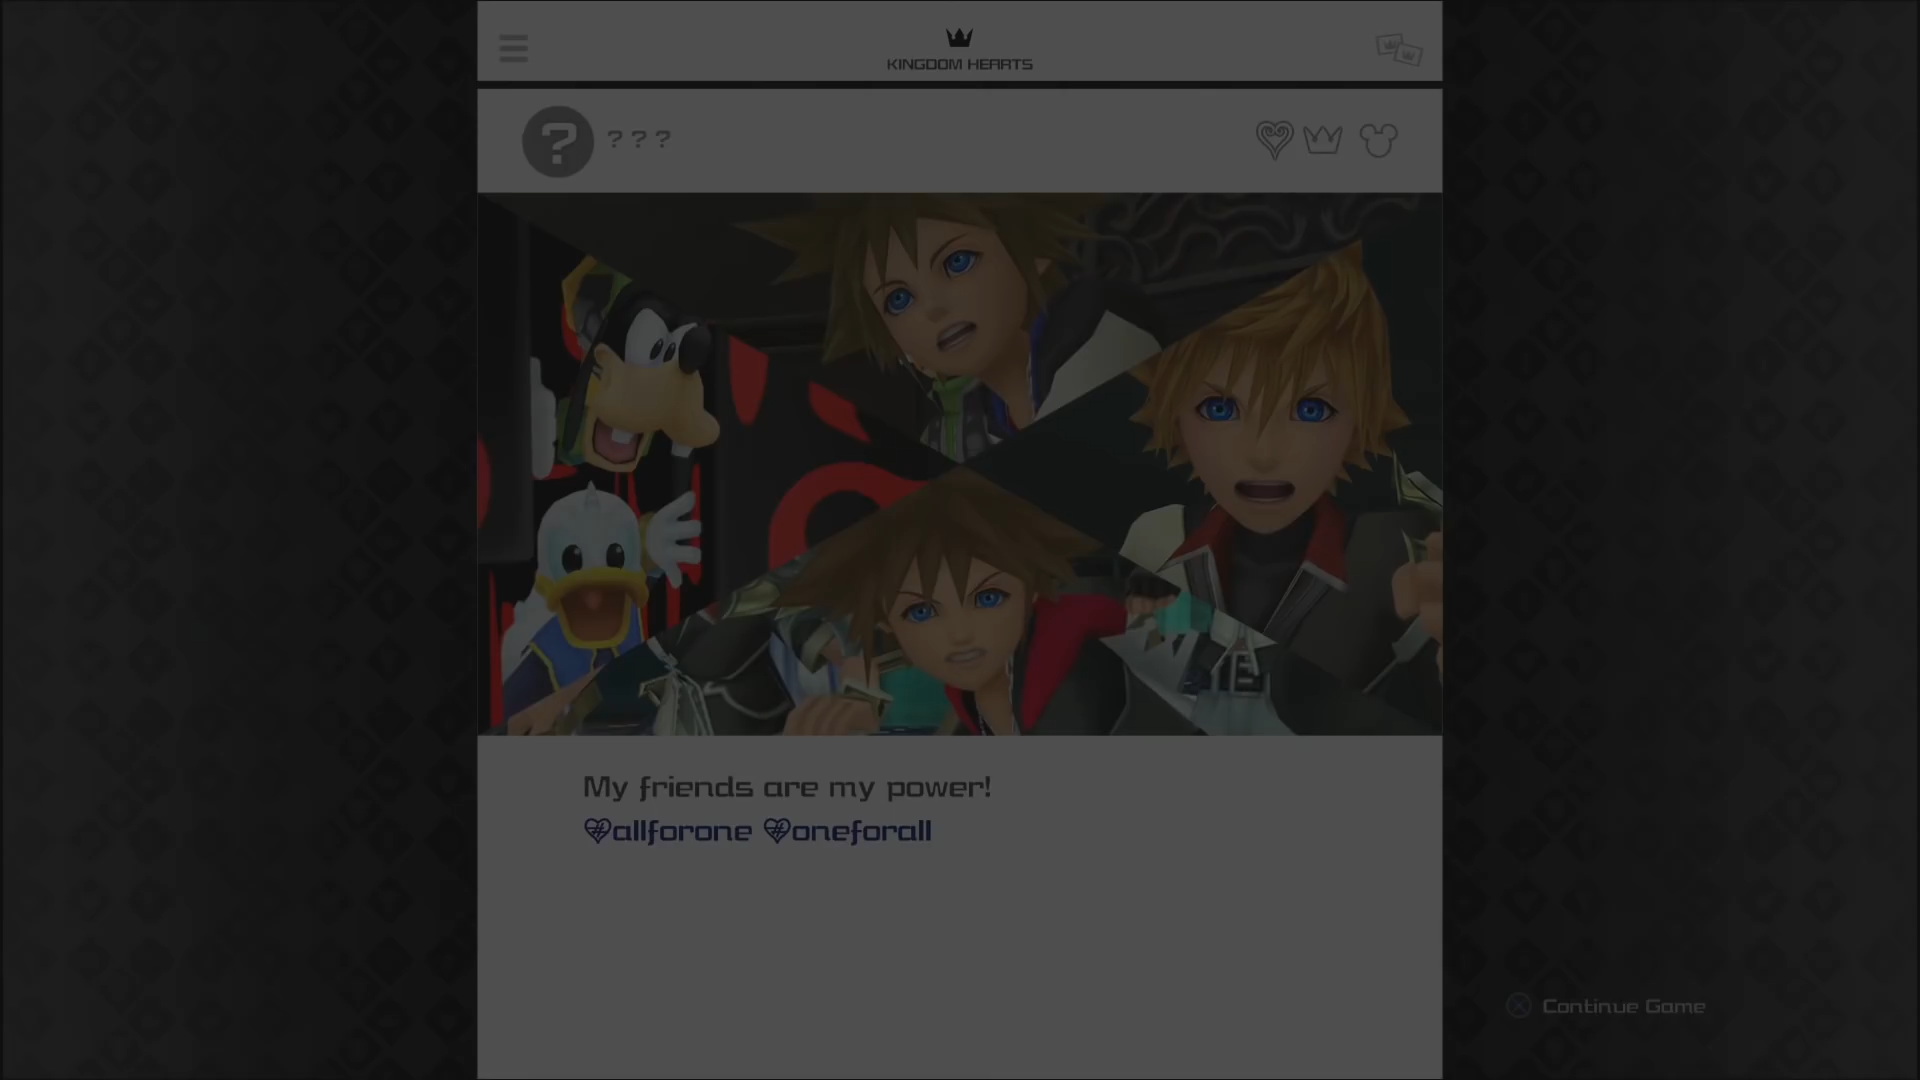 KINGDOM HEARTS
? ? ? ?
My friends are my power!
#allforone #oneforall
Continue Game